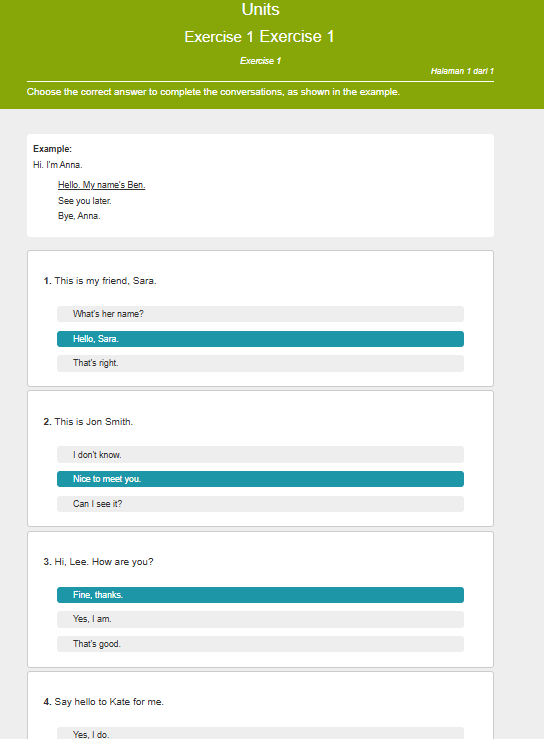 Units
Exercise 1 Exercise 1
Exercise 1
Halaman 1 dari 1
Choose the correct answer to complete the conversations, as shown in the example.
Example:
Hi. I'm Anna.
Hello. My name's Ben.
See you later.
Bye, Anna.
1. This is my friend, Sara.
What's her name?
Hello, Sara.
That's right.
2. This is Jon Smith.
I don't know.
Nice to meet you.
Can I see it?
3. Hi, Lee. How are you?
Fine, thanks.
Yes, I am.
That's good.
4. Say hello to Kate for me.
Yes, I do.